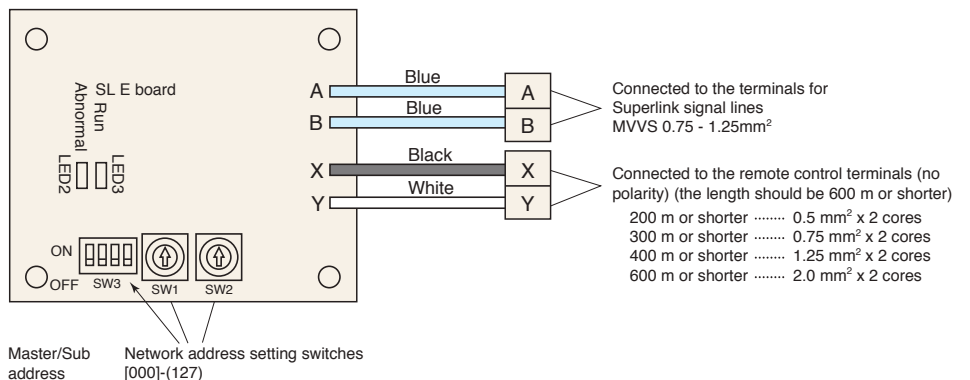 SL E board
Abnormal
Run
LED2
LED3
A
B
X
Y
Blue
Blue
Black
White
A
B
X
Y
Connected to the terminals for
Superlink signal lines
MVVS 0.75 - 1.25mm²
Connected to the remote control terminals (no
polarity) (the length should be 600 m or shorter)
200 m or shorter ········ 0.5 mm² x 2 cores
300 m or shorter ········ 0.75 mm² x 2 cores
400 m or shorter ········ 1.25 mm² x 2 cores
600 m or shorter ········ 2.0 mm² x 2 cores
ON
OFF
SW3
SW1
SW2
Master/Sub
address
Network address setting switches
[000]-(127)